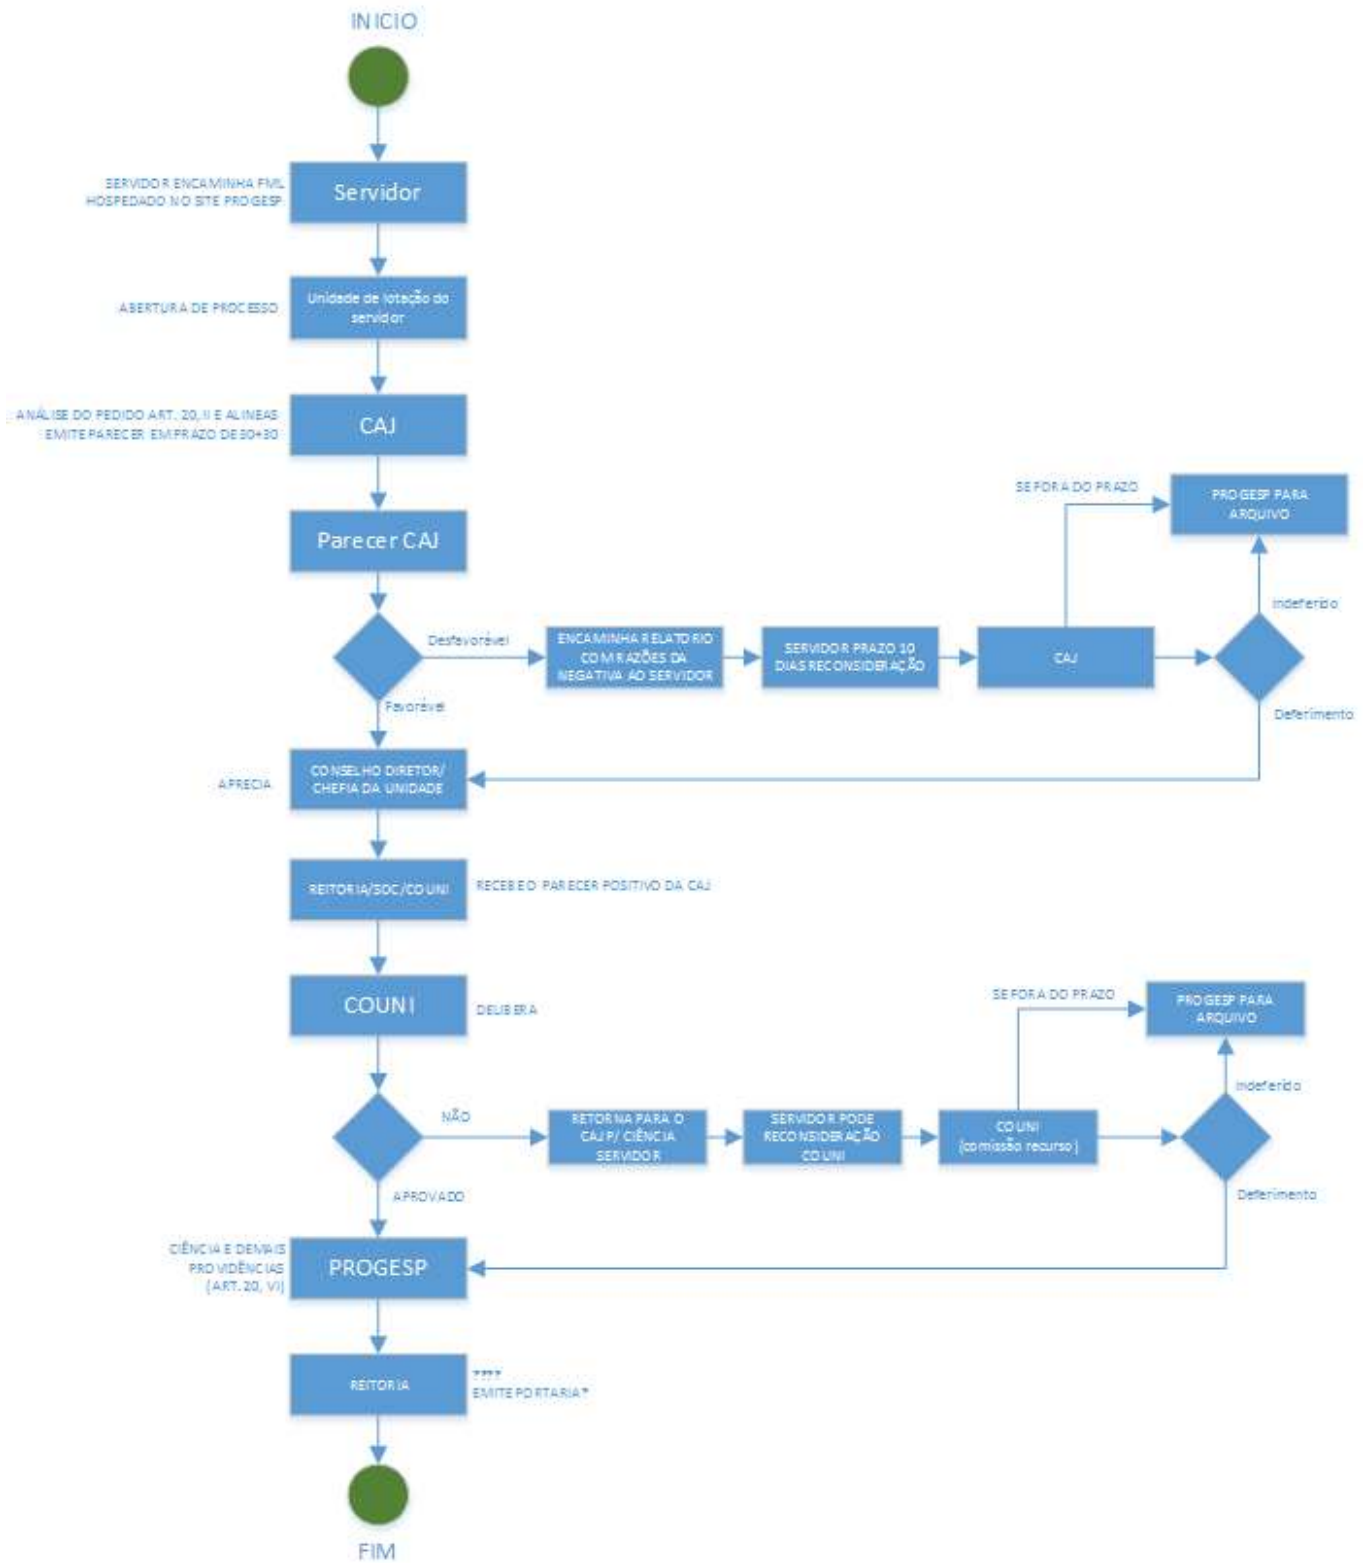 INICIO
SERVIDOR ENCAMINHA FML
HOSPEDADO NO SITE PROGESP
Servidor
ABERTURA DE PROCESSO
Unidade de lotação do
servidor
ANÁLISE DO PEDIDO ART. 20, II E ALINEAS
EMITE PARECER EM PRAZO DE 30+30
CAJ
Parecer CAJ
SE FORA DO PRAZO
PROGESP PARA
ARQUIVO
Indeferido
Desfavorável
ENCAMINHA RELATORIO
COM RAZÕES DA
NEGATIVA AO SERVIDOR
SERVIDOR PRAZO 10
DIAS RECONSIDERAÇÃO
CAJ
Favorável
Deferimento
APRECIA
CONSELHO DIRETOR/
CHEFIA DA UNIDADE
REITORIA/SOC/COUNI
RECEBE O PARECER POSITIVO DA CAJ
COUNI
DELIBERA
SE FORA DO PRAZO
PROGESP PARA
ARQUIVO
Indeferido
NÃO
RETORNA PARA O
CAJ P/ CIÊNCIA
SERVIDOR
SERVIDOR PODE
RECONSIDERAÇÃO
COUNI
COUNI
(comissão recurso)
APROVADO
Deferimento
CIÊNCIA E DEMAIS
PROVIDÊNCIAS
(ART. 20, VI)
PROGESP
REITORIA
????
EMITE PORTARIA*
FIM